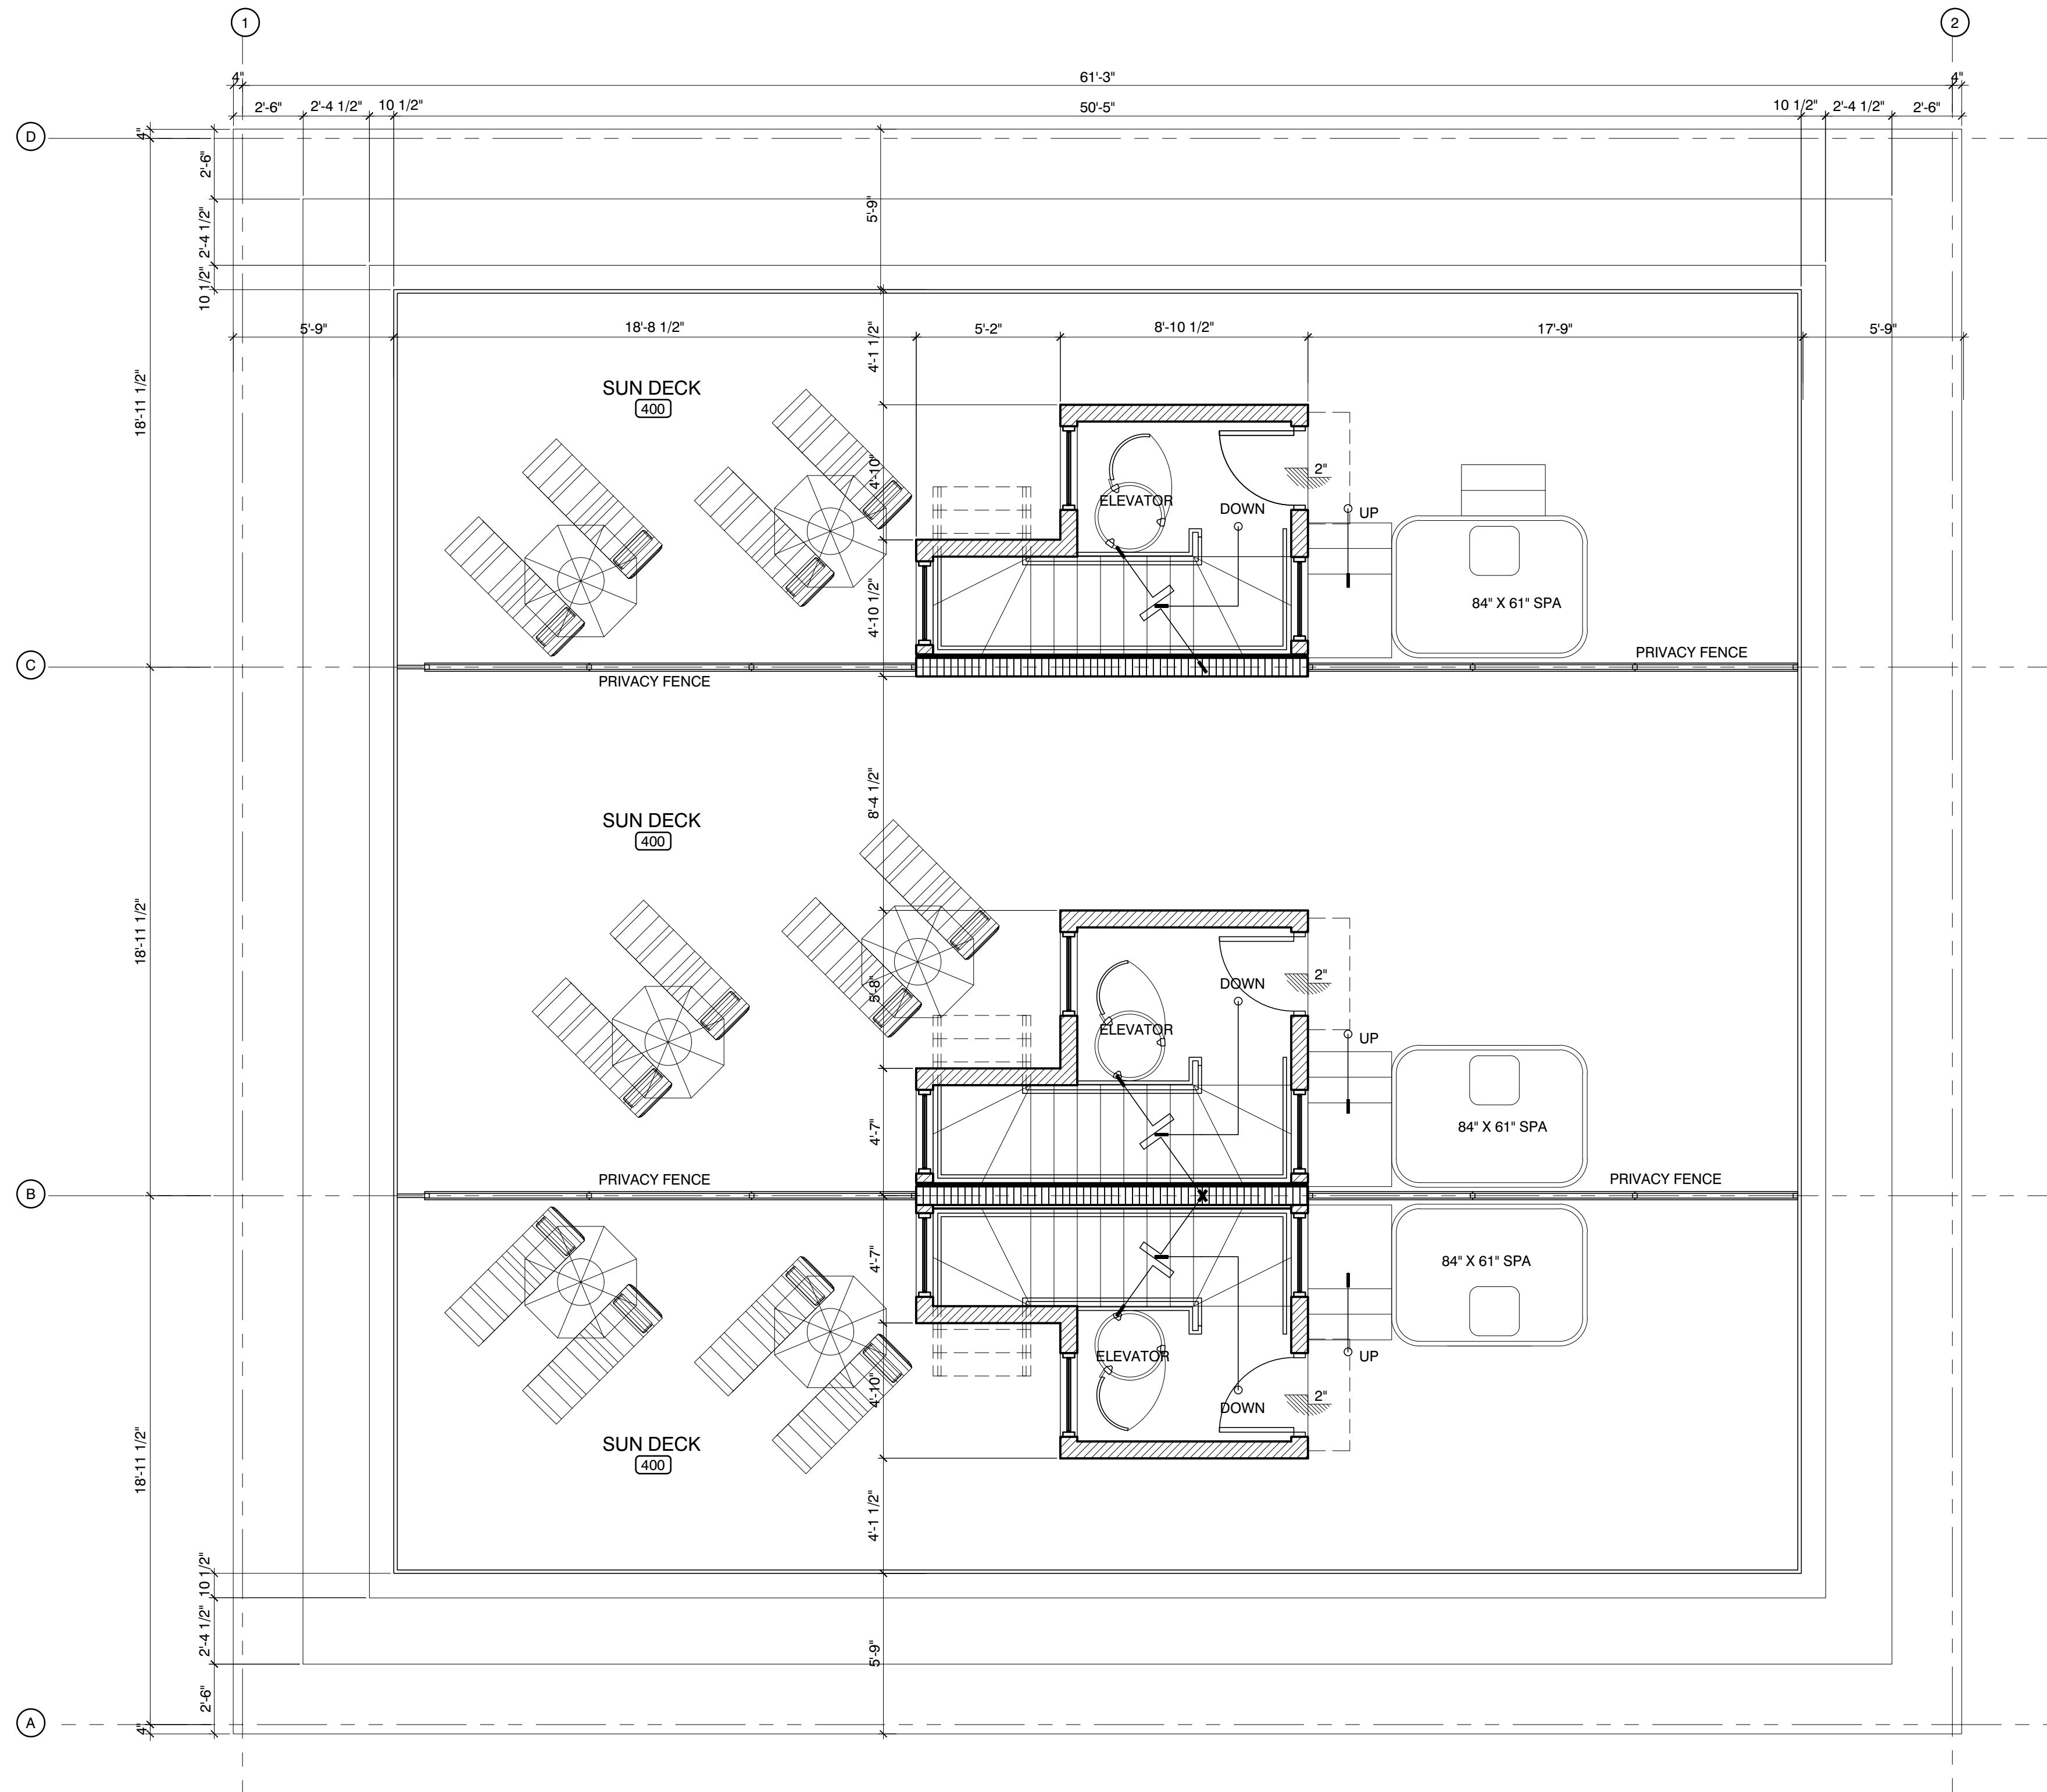 1
2
4"
61'-3"
4"
2'-6"
2'-4 1/2"
10 1/2"
50'-5"
10 1/2"
2'-4 1/2"
2'-6"
D
4"
2'-6"
2'-4 1/2"
10 1/2"
5'-9"
5'-9"
18'-8 1/2"
5'-2"
8'-10 1/2"
17'-9"
5'-9"
18'-11 1/2"
4'-1 1/2"
SUN DECK
400
4'-10"
ELEVATOR
DOWN
2"
UP
4'-10 1/2"
84" X 61" SPA
C
PRIVACY FENCE
PRIVACY FENCE
8'-4 1/2"
SUN DECK
400
18'-11 1/2"
5'-8"
ELEVATOR
DOWN
2"
UP
4'-7"
84" X 61" SPA
B
PRIVACY FENCE
PRIVACY FENCE
4'-7"
84" X 61" SPA
ELEVATOR
UP
4'-10"
DOWN
2"
SUN DECK
400
18'-11 1/2"
4'-1 1/2"
10 1/2"
2'-4 1/2"
5'-9"
2'-6"
A
4"